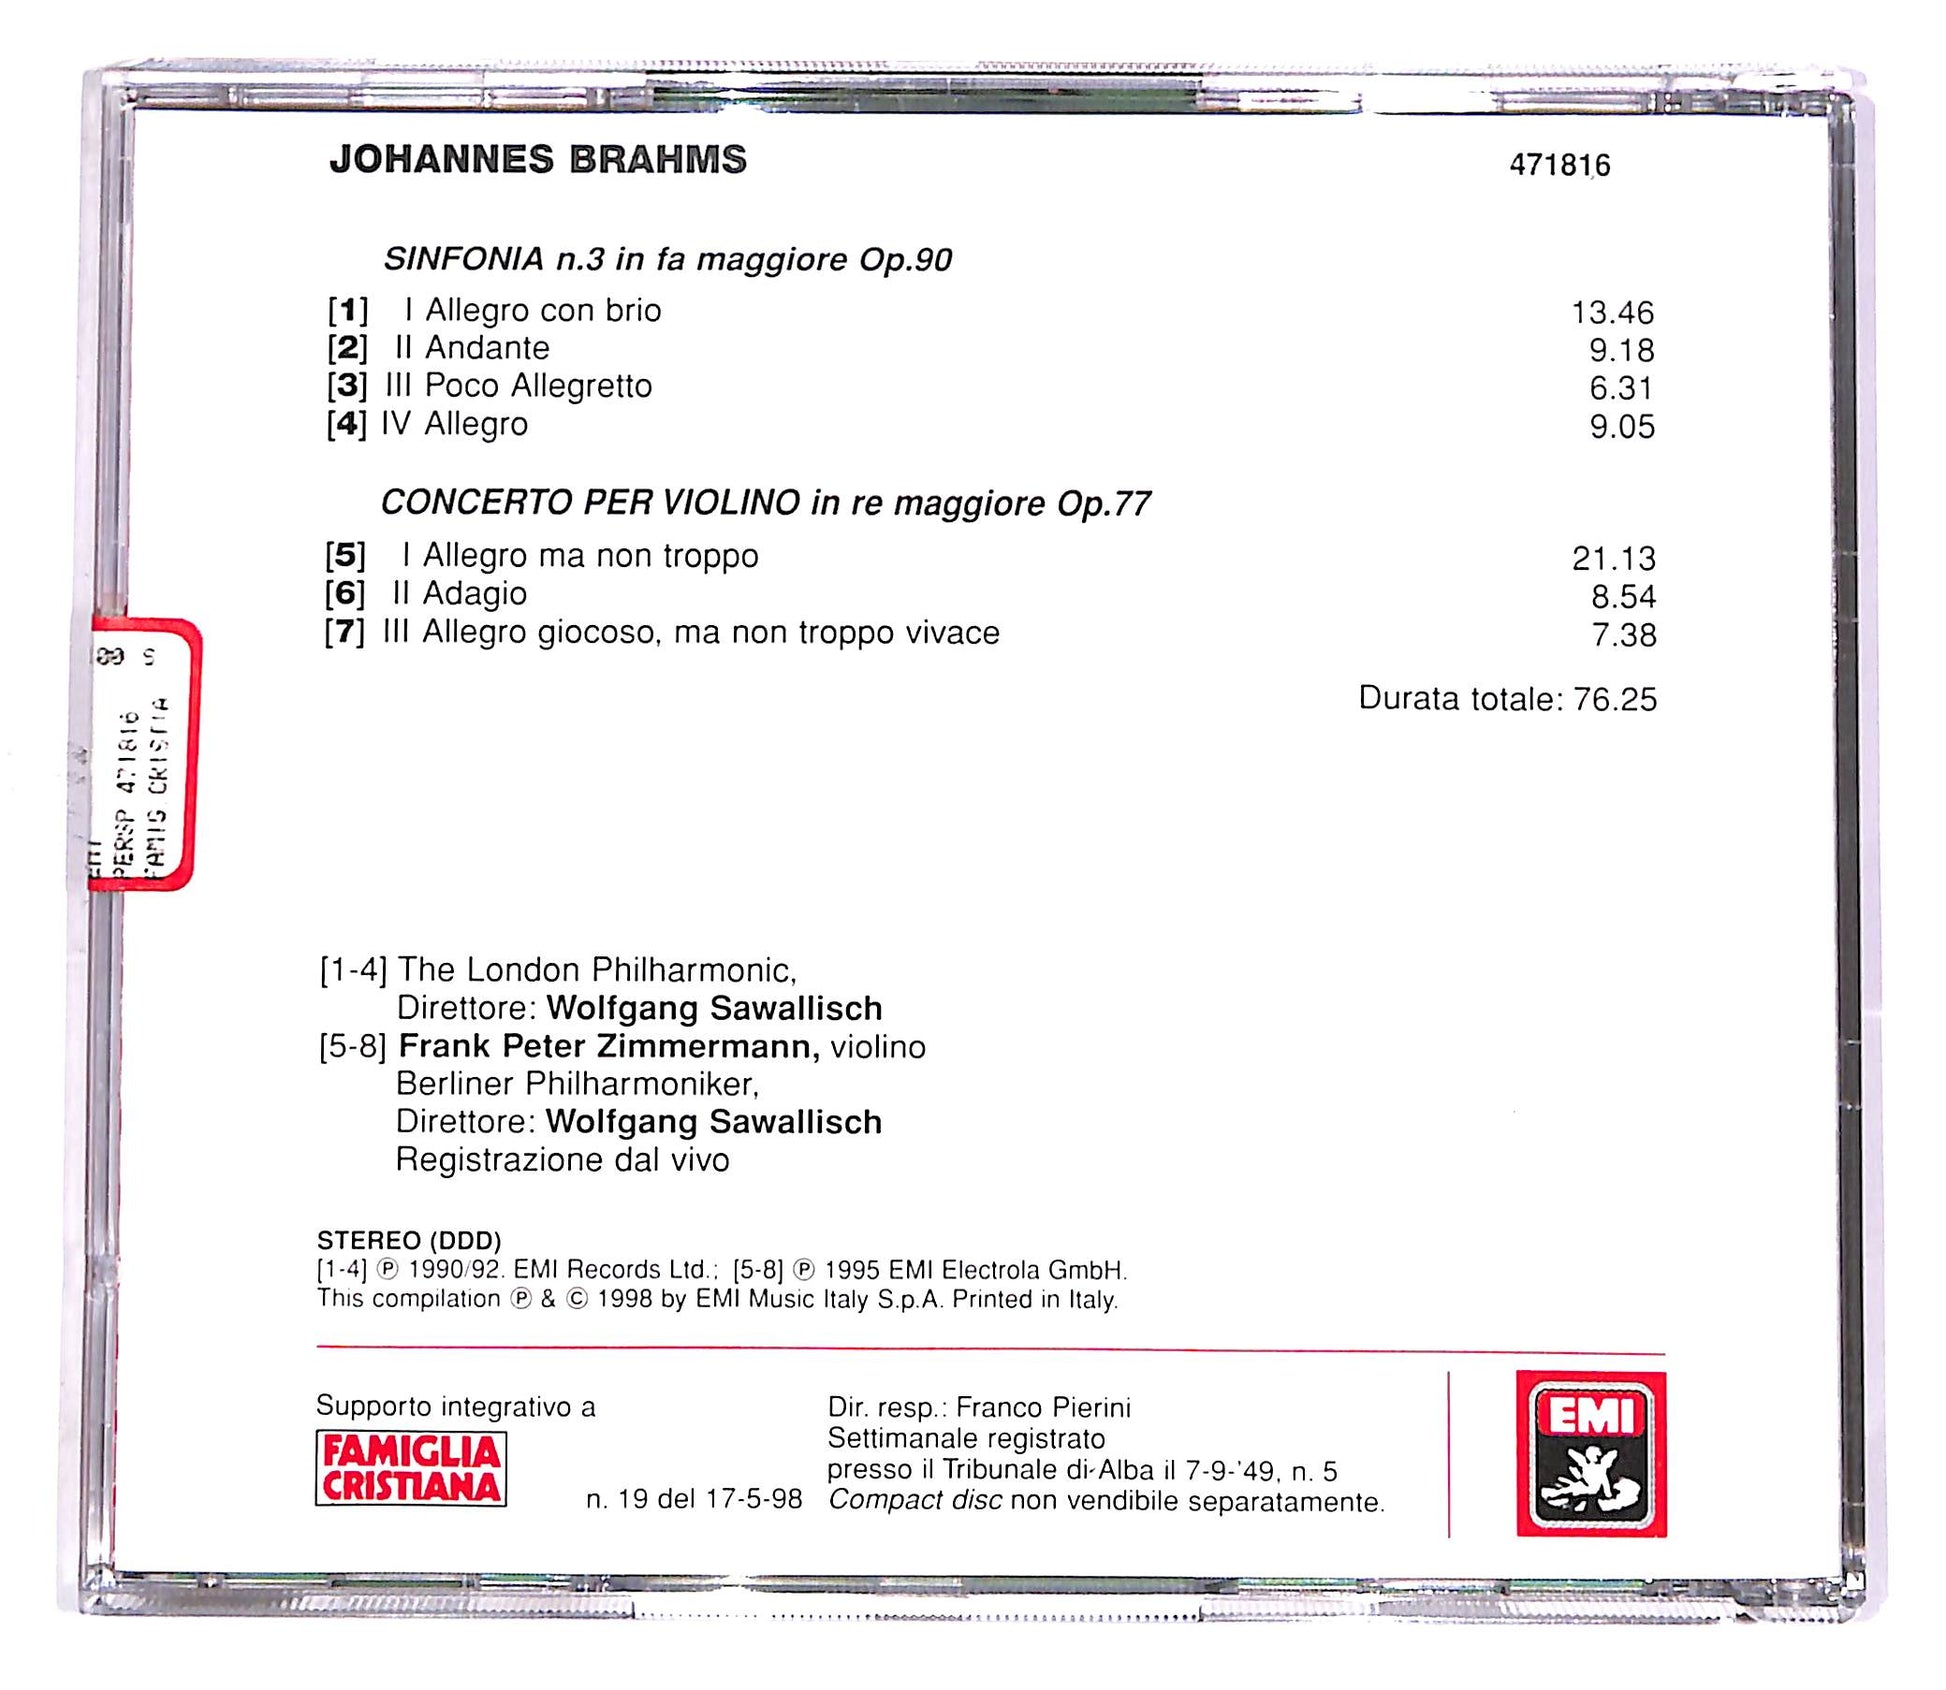 JOHANNES BRAHMS 471816
SINFONIA n.3 in fa maggiore Op.90
[1] I Allegro con brio 13.46
[2] II Andante 9.18
[3] III Poco Allegretto 6.31
[4] IV Allegro 9.05
CONCERTO PER VIOLINO in re maggiore Op.77
[5] I Allegro ma non troppo 21.13
[6] II Adagio 8.54
[7] III Allegro giocoso, ma non troppo vivace 7.38
Durata totale: 76.25
PERSP 471816
FAMIG.CRISTIA
[1-4] The London Philharmonic,
Direttore: Wolfgang Sawallisch
[5-8] Frank Peter Zimmermann, violino
Berliner Philharmoniker,
Direttore: Wolfgang Sawallisch
Registrazione dal vivo
STEREO (DDD)
[1-4] ℗ 1990/92. EMI Records Ltd.; [5-8] ℗ 1995 EMI Electrola GmbH.
This compilation ℗ & © 1998 by EMI Music Italy S.p.A. Printed in Italy.
Supporto integrativo a
FAMIGLIA
CRISTIANA
n. 19 del 17-5-98
Dir. resp.: Franco Pierini
Settimanale registrato
presso il Tribunale di Alba il 7-9-'49, n. 5
Compact disc non vendibile separatamente.
EMI